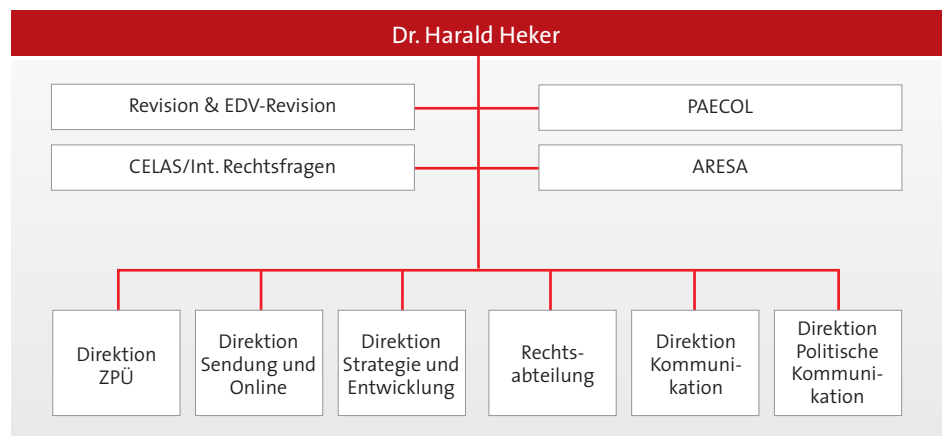 Dr. Harald Heker
Revision & EDV-Revision
PAECOL
CELAS/Int. Rechtsfragen
ARESA
Direktion
ZPÜ
Direktion
Sendung und
Online
Direktion
Strategie und
Entwicklung
Rechts-
abteilung
Direktion
Kommuni-
kation
Direktion
Politische
Kommuni-
kation